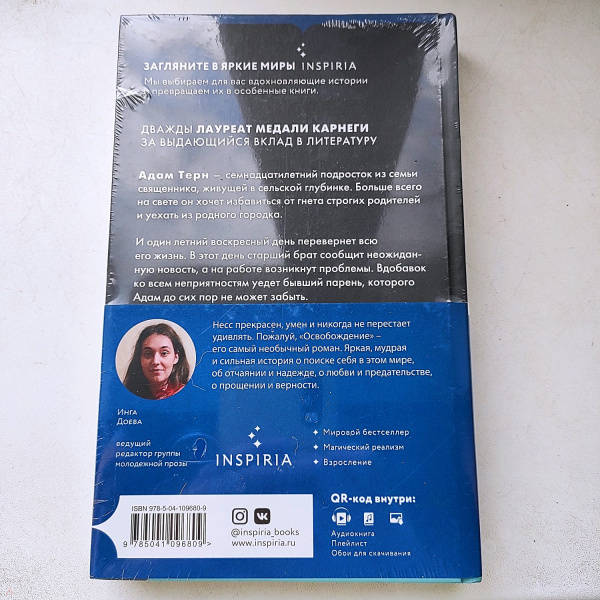 ЗАГЛЯНИТЕ В ЯРКИЕ МИРЫ INSPIRIA
Мы выбираем для вас вдохновляющие истории
и превращаем их в особенные книги.
ДВАЖДЫ ЛАУРЕАТ МЕДАЛИ КАРНЕГИ
ЗА ВЫДАЮЩИЙСЯ ВКЛАД В ЛИТЕРАТУРУ
Адам Терн –, семнадцатилетний подросток из семьи
священника, живущей в сельской глубинке. Больше всего
на свете он хочет избавиться от гнета строгих родителей
и уехать из родного городка.
И один летний воскресный день перевернет всю
его жизнь. В этот день старший брат сообщит неожидан-
ную новость, а на работе возникнут проблемы. Вдобавок
ко всем неприятностям уедет бывший парень, которого
Адам до сих пор не может забыть.
Несс прекрасен, умен и никогда не перестает
удивлять. Пожалуй, «Освобождение» –
его самый необычный роман. Яркая, мудрая
и сильная история о поиске себя в этом мире,
об отчаянии и надежде, о любви и предательстве,
о прощении и верности.
Инга
Доева
ведущий
редактор группы
молодежной прозы
INSPIRIA
Мировой бестселлер
Магический реализм
Взросление
ISBN 978-5-04-109680-9
9 785041 096809 >
@inspiria_books
www.inspiria.ru
QR-код внутри:
Аудиокнига
Плейлист
Обои для скачивания